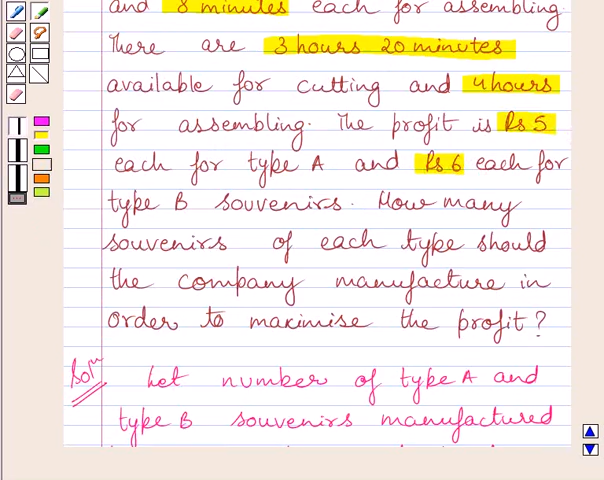 and 8 minutes each for assembling.
There are 3 hours 20 minutes
available for cutting and 4 hours
for assembling. The profit is Rs 5
each for type A and Rs 6 each for
type B souvenirs. How many
souvenirs of each type should
the company manufacture in
order to maximise the profit?
Solⁿ Let number of type A and
type B souvenirs manufactured